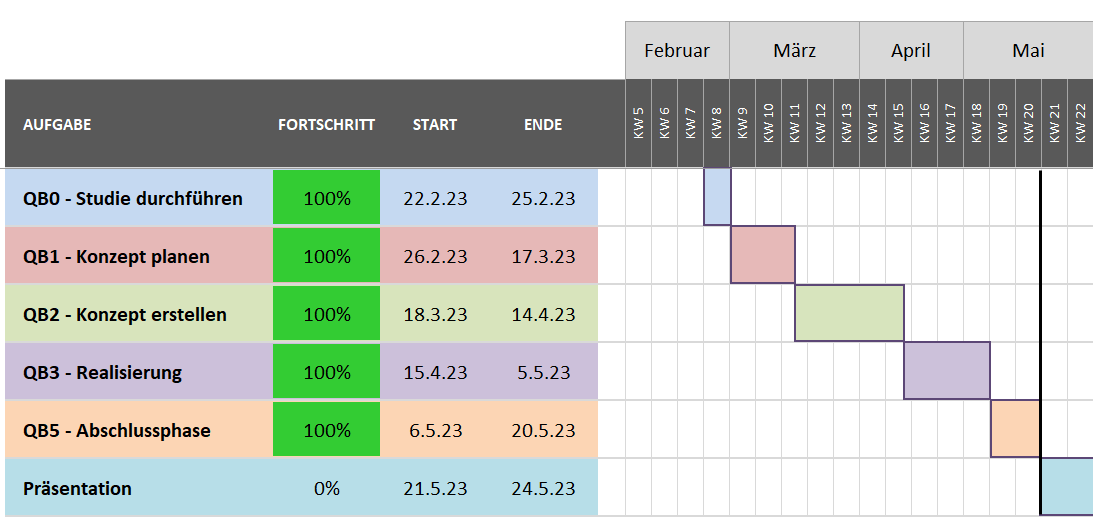 Februar März April Mai
AUFGABE FORTSCHRITT START ENDE KW 5 KW 6 KW 7 KW 8 KW 9 KW 10 KW 11 KW 12 KW 13 KW 14 KW 15 KW 16 KW 17 KW 18 KW 19 KW 20 KW 21 KW 22
QB0 - Studie durchführen 100% 22.2.23 25.2.23
QB1 - Konzept planen 100% 26.2.23 17.3.23
QB2 - Konzept erstellen 100% 18.3.23 14.4.23
QB3 - Realisierung 100% 15.4.23 5.5.23
QB5 - Abschlussphase 100% 6.5.23 20.5.23
Präsentation 0% 21.5.23 24.5.23